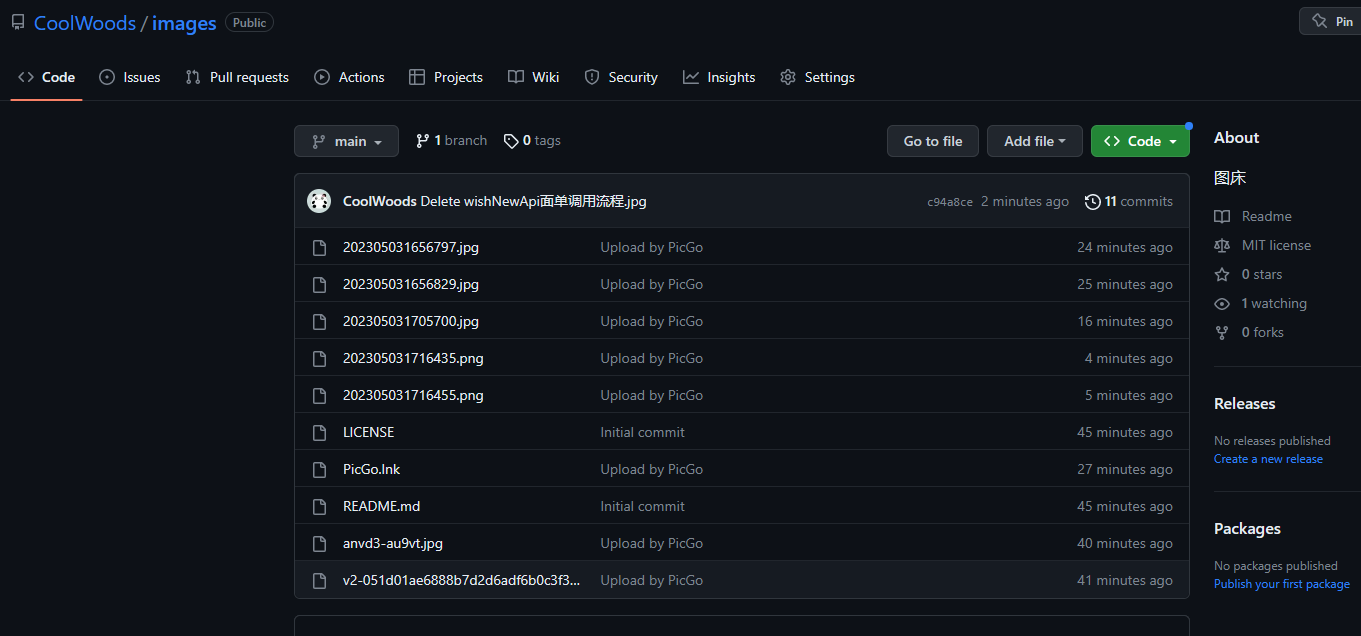 CoolWoods / images Public
Pin
Code Issues Pull requests Actions Projects Wiki Security Insights Settings
main 1 branch 0 tags Go to file Add file Code
CoolWoods Delete wishNewApi面单调用流程.jpg c94a8ce 2 minutes ago 11 commits
202305031656797.jpg Upload by PicGo 24 minutes ago
202305031656829.jpg Upload by PicGo 25 minutes ago
202305031705700.jpg Upload by PicGo 16 minutes ago
202305031716435.png Upload by PicGo 4 minutes ago
202305031716455.png Upload by PicGo 5 minutes ago
LICENSE Initial commit 45 minutes ago
PicGo.lnk Upload by PicGo 27 minutes ago
README.md Initial commit 45 minutes ago
anvd3-au9vt.jpg Upload by PicGo 40 minutes ago
v2-051d01ae6888b7d2d6adf6b0c3f3... Upload by PicGo 41 minutes ago
About
图床
Readme
MIT license
0 stars
1 watching
0 forks
Releases
No releases published
Create a new release
Packages
No packages published
Publish your first package